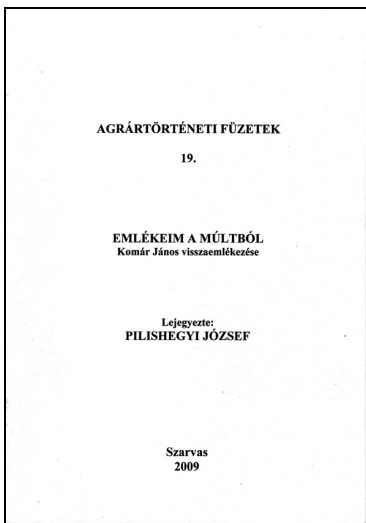 AGRÁRTÖRTÉNETI FÜZETEK
19.
EMLÉKEIM A MÚLTBÓL
Komár János visszaemlékezése
Lejegyezte:
PILISHEGYI JÓZSEF
Szarvas
2009